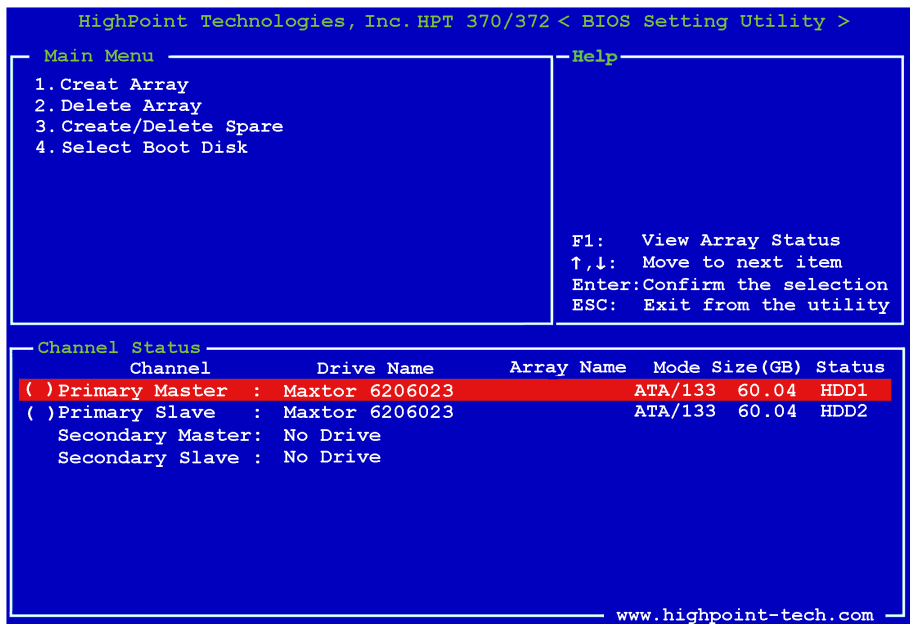 HighPoint Technologies, Inc. HPT 370/372 < BIOS Setting Utility >
Main Menu
1. Creat Array
2. Delete Array
3. Create/Delete Spare
4. Select Boot Disk
Help
F1: View Array Status
↑,↓: Move to next item
Enter: Confirm the selection
ESC: Exit from the utility
Channel Status
Channel Drive Name Array Name Mode Size(GB) Status
( ) Primary Master : Maxtor 6206023 ATA/133 60.04 HDD1
( ) Primary Slave : Maxtor 6206023 ATA/133 60.04 HDD2
Secondary Master: No Drive
Secondary Slave : No Drive
www.highpoint-tech.com